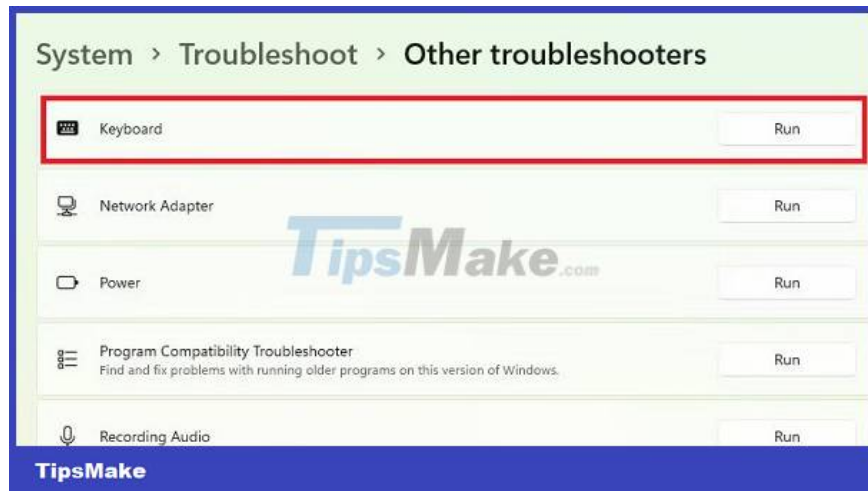 System > Troubleshoot > Other troubleshooters
Keyboard Run
Network Adapter Run
TipsMake.com
Power Run
Program Compatibility Troubleshooter
Find and fix problems with running older programs on this version of Windows. Run
Recording Audio Run
TipsMake